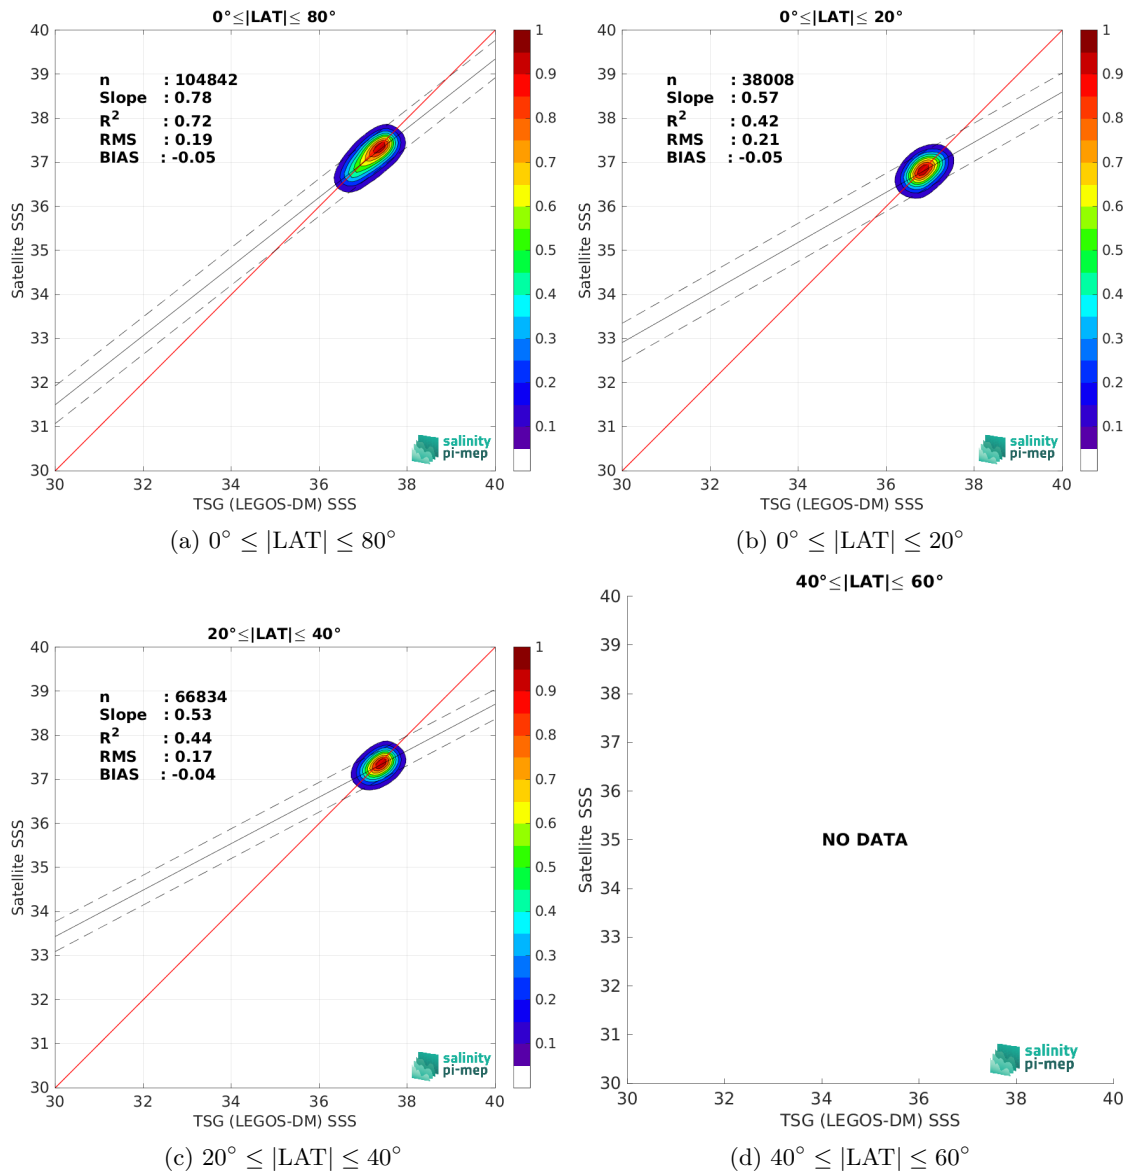 0°≤|LAT|≤ 80°
40
39
38
37
36
35
34
33
32
31
30
30
32
34
36
38
40
Satellite SSS
TSG (LEGOS-DM) SSS
n : 104842
Slope : 0.78
R² : 0.72
RMS : 0.19
BIAS : -0.05
1
0.9
0.8
0.7
0.6
0.5
0.4
0.3
0.2
0.1
salinity
pi-mep
(a) 0° ≤ |LAT| ≤ 80°
0°≤|LAT|≤ 20°
40
39
38
37
36
35
34
33
32
31
30
30
32
34
36
38
40
Satellite SSS
TSG (LEGOS-DM) SSS
n : 38008
Slope : 0.57
R² : 0.42
RMS : 0.21
BIAS : -0.05
1
0.9
0.8
0.7
0.6
0.5
0.4
0.3
0.2
0.1
salinity
pi-mep
(b) 0° ≤ |LAT| ≤ 20°
20°≤|LAT|≤ 40°
40
39
38
37
36
35
34
33
32
31
30
30
32
34
36
38
40
Satellite SSS
TSG (LEGOS-DM) SSS
n : 66834
Slope : 0.53
R² : 0.44
RMS : 0.17
BIAS : -0.04
1
0.9
0.8
0.7
0.6
0.5
0.4
0.3
0.2
0.1
salinity
pi-mep
(c) 20° ≤ |LAT| ≤ 40°
40°≤|LAT|≤ 60°
40
39
38
37
36
35
34
33
32
31
30
30
32
34
36
38
40
Satellite SSS
TSG (LEGOS-DM) SSS
NO DATA
salinity
pi-mep
(d) 40° ≤ |LAT| ≤ 60°